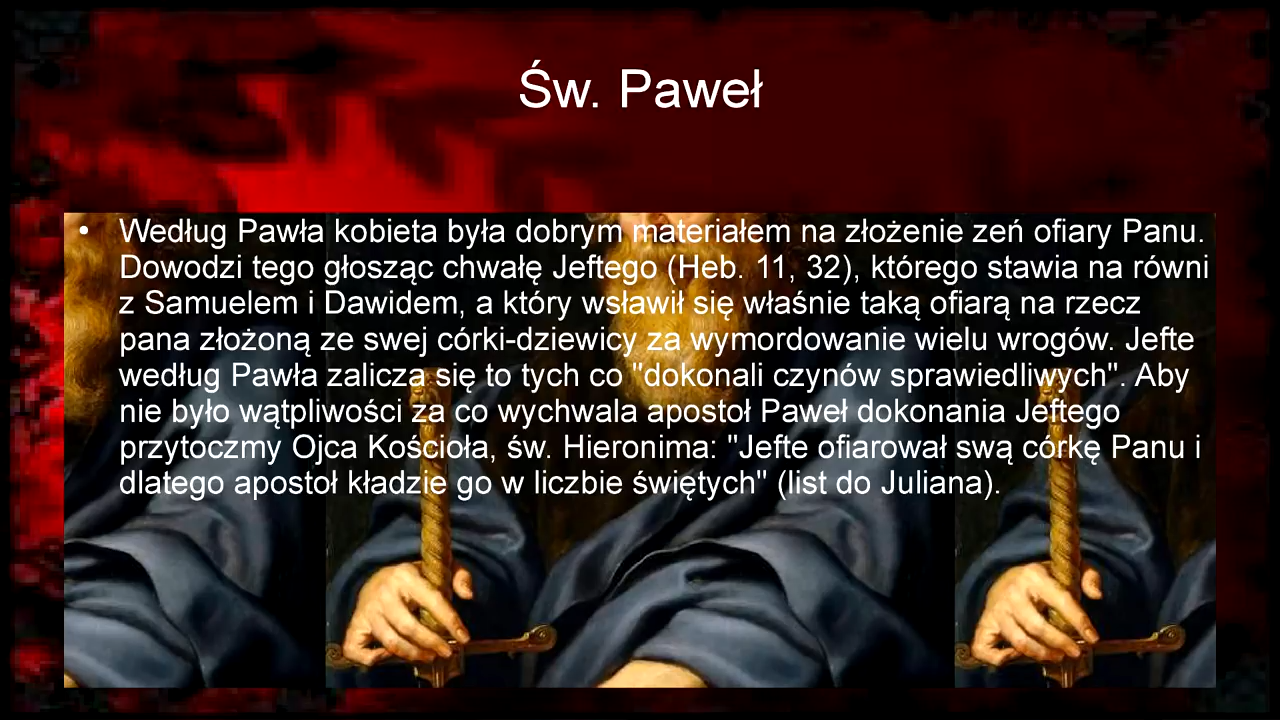 Św. Paweł
• Według Pawła kobieta była dobrym materiałem na złożenie zeń ofiary Panu.
Dowodzi tego głosząc chwałę Jeftego (Heb. 11, 32), którego stawia na równi
z Samuelem i Dawidem, a który wsławił się właśnie taką ofiarą na rzecz
pana złożoną ze swej córki-dziewicy za wymordowanie wielu wrogów. Jefte
według Pawła zalicza się to tych co "dokonali czynów sprawiedliwych". Aby
nie było wątpliwości za co wychwala apostoł Paweł dokonania Jeftego
przytoczmy Ojca Kościoła, św. Hieronima: "Jefte ofiarował swą córkę Panu i
dlatego apostoł kładzie go w liczbie świętych" (list do Juliana).